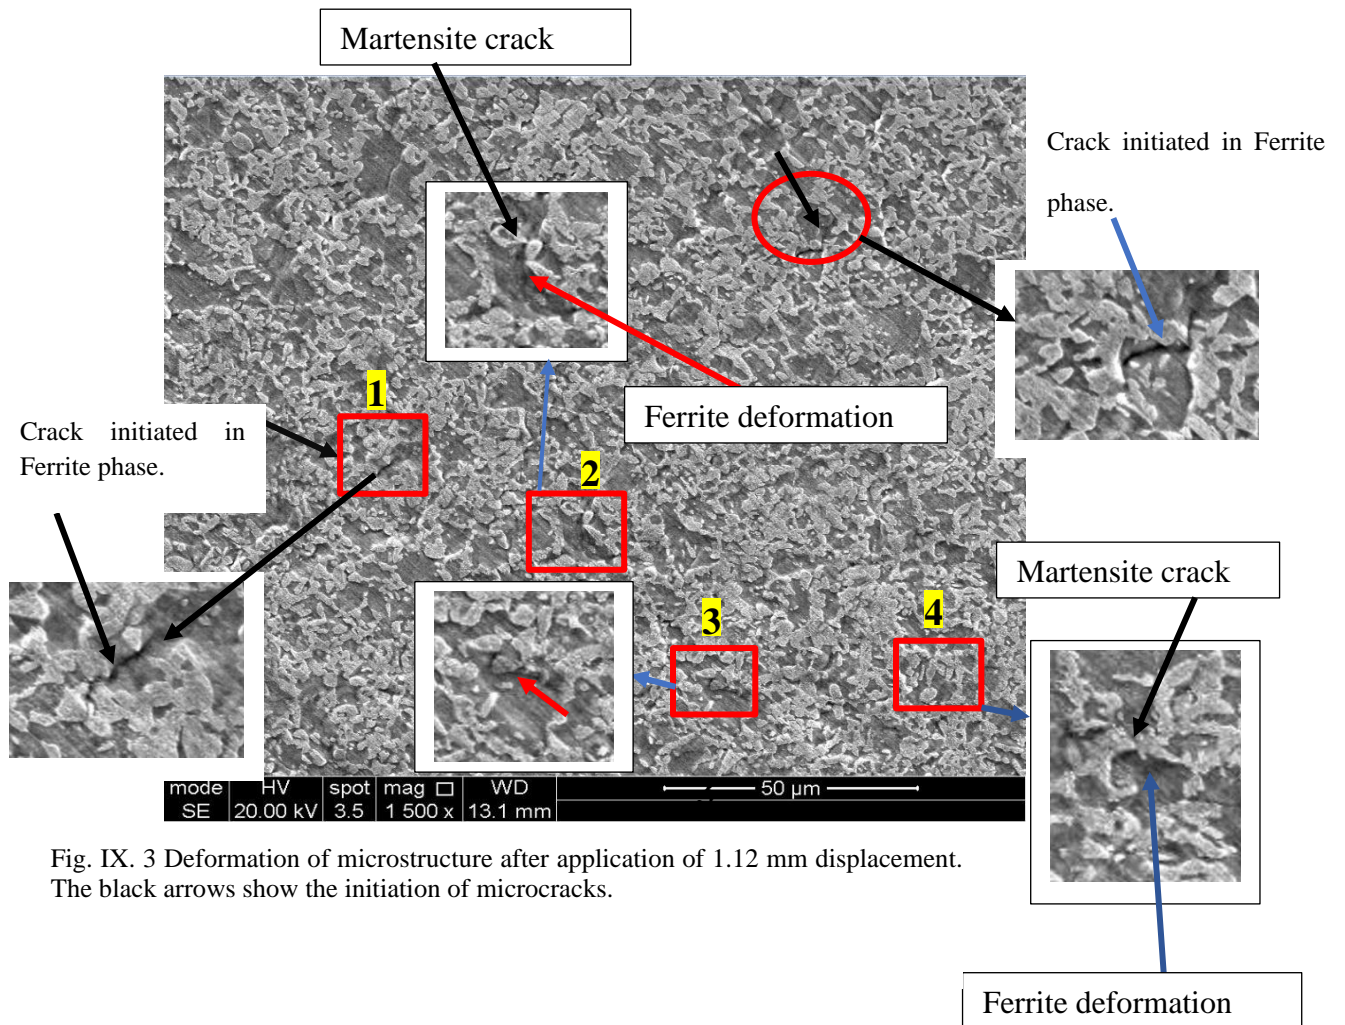 Martensite crack
Crack initiated in Ferrite
phase.
1
Ferrite deformation
Crack initiated in
Ferrite phase.
2
Martensite crack
3
4
mode HV spot mag WD
SE 20.00 kV 3.5 1 500 x 13.1 mm
50 µm
Fig. IX. 3 Deformation of microstructure after application of 1.12 mm displacement.
The black arrows show the initiation of microcracks.
Ferrite deformation